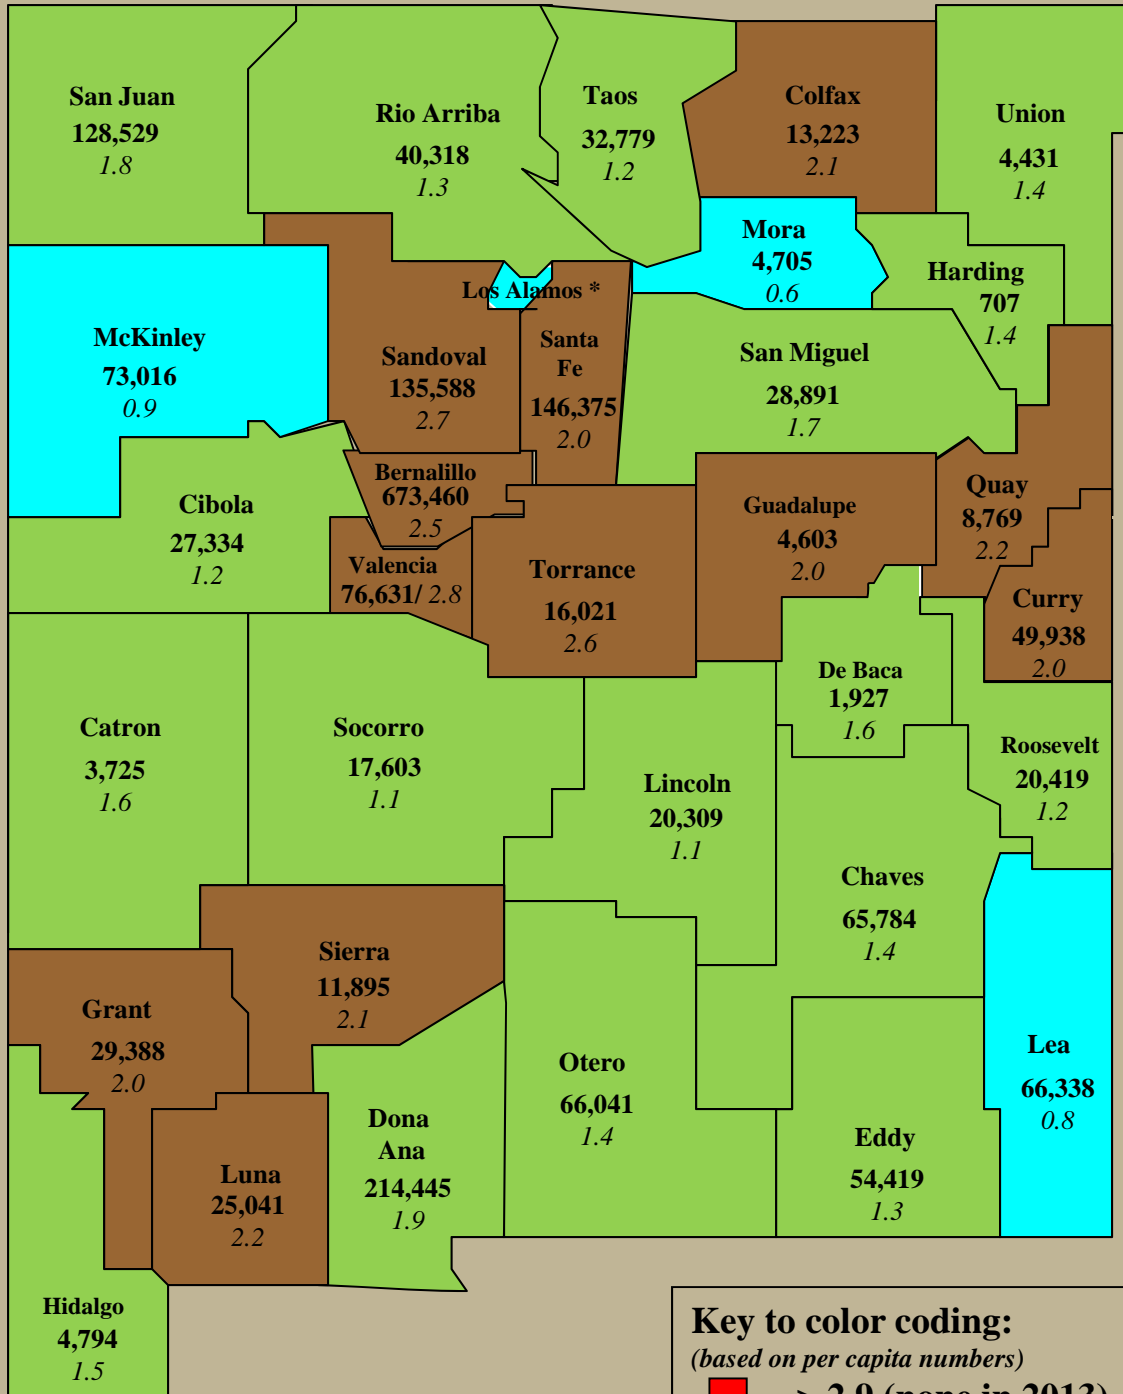 San Juan
128,529
1.8
Rio Arriba
40,318
1.3
Taos
32,779
1.2
Colfax
13,223
2.1
Union
4,431
1.4
Mora
4,705
0.6
Harding
707
1.4
Los Alamos *
McKinley
73,016
0.9
Sandoval
135,588
2.7
Santa
Fe
146,375
2.0
San Miguel
28,891
1.7
Bernalillo
673,460
2.5
Cibola
27,334
1.2
Valencia
76,631/ 2.8
Torrance
16,021
2.6
Guadalupe
4,603
2.0
Quay
8,769
2.2
Curry
49,938
2.0
De Baca
1,927
1.6
Catron
3,725
1.6
Socorro
17,603
1.1
Lincoln
20,309
1.1
Roosevelt
20,419
1.2
Chaves
65,784
1.4
Sierra
11,895
2.1
Grant
29,388
2.0
Otero
66,041
1.4
Lea
66,338
0.8
Dona
Ana
214,445
1.9
Eddy
54,419
1.3
Luna
25,041
2.2
Hidalgo
4,794
1.5
Key to color coding:
(based on per capita numbers)
> 2.9 (none in 2013)